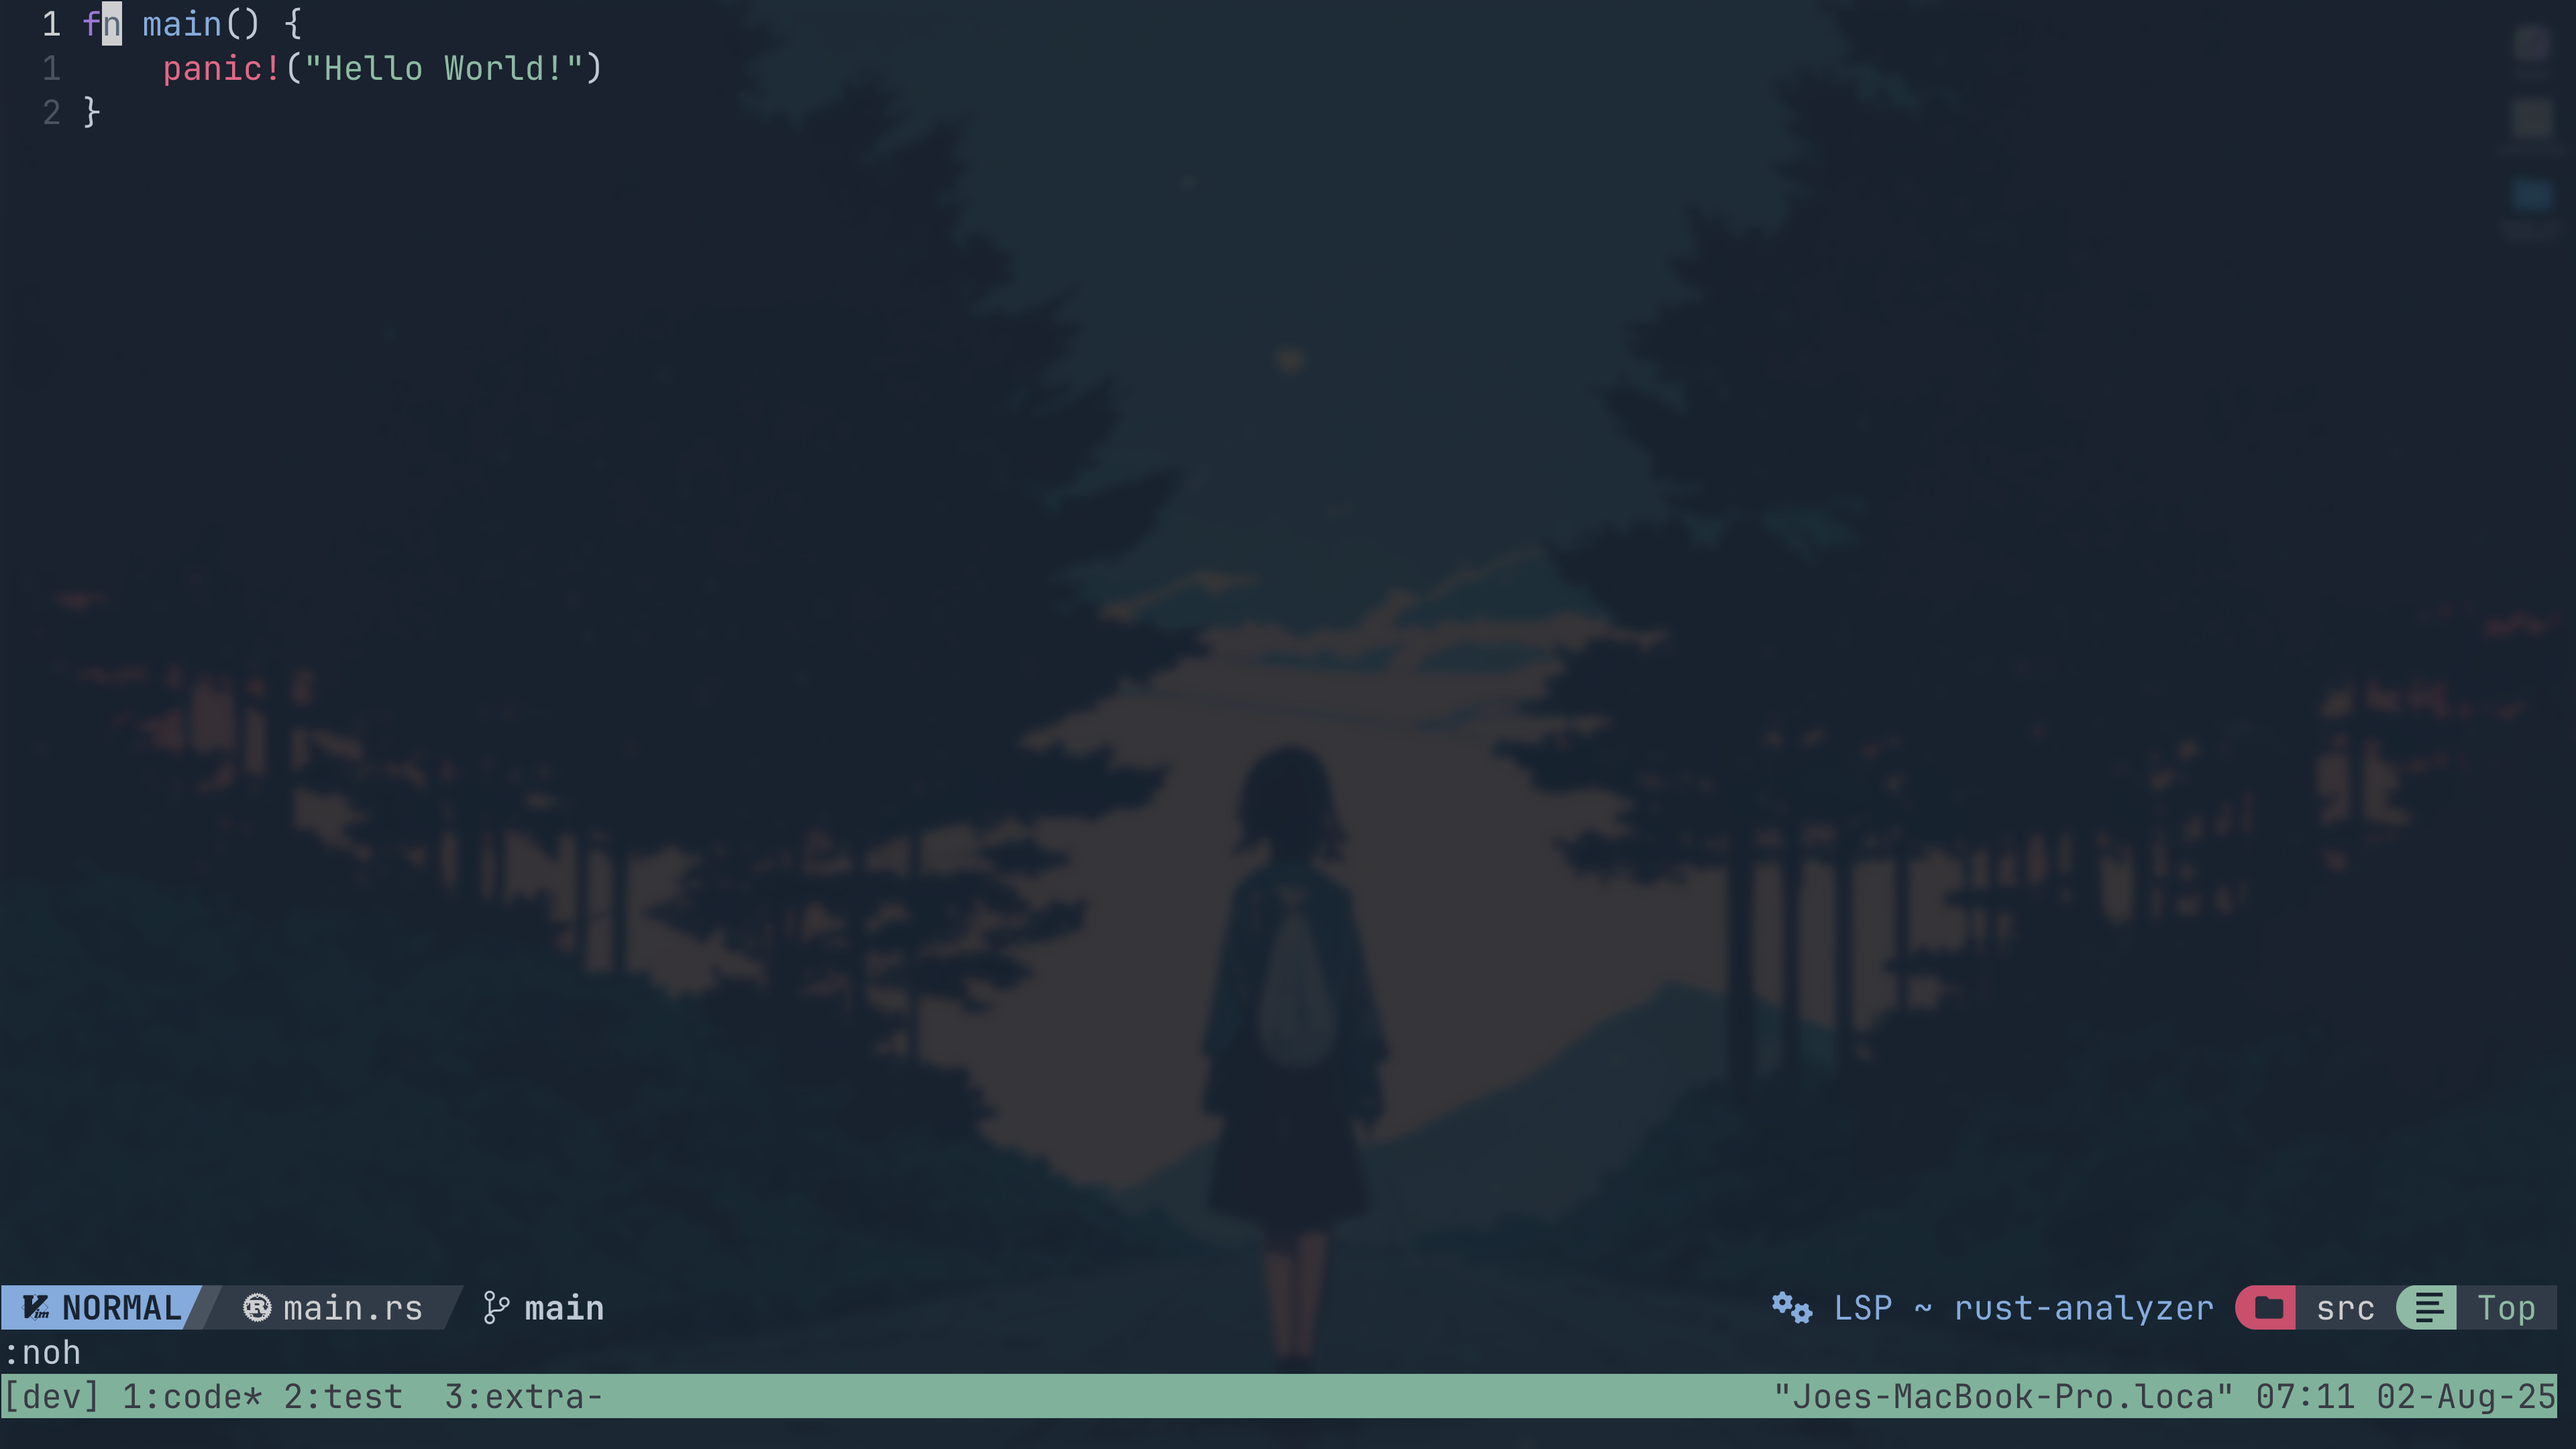 1 fn main() {
1     panic!("Hello World!")
2 }
NORMAL main.rs main LSP ~ rust-analyzer src Top
:noh
[dev] 1:code* 2:test  3:extra- "Joes-MacBook-Pro.loca" 07:11 02-Aug-25